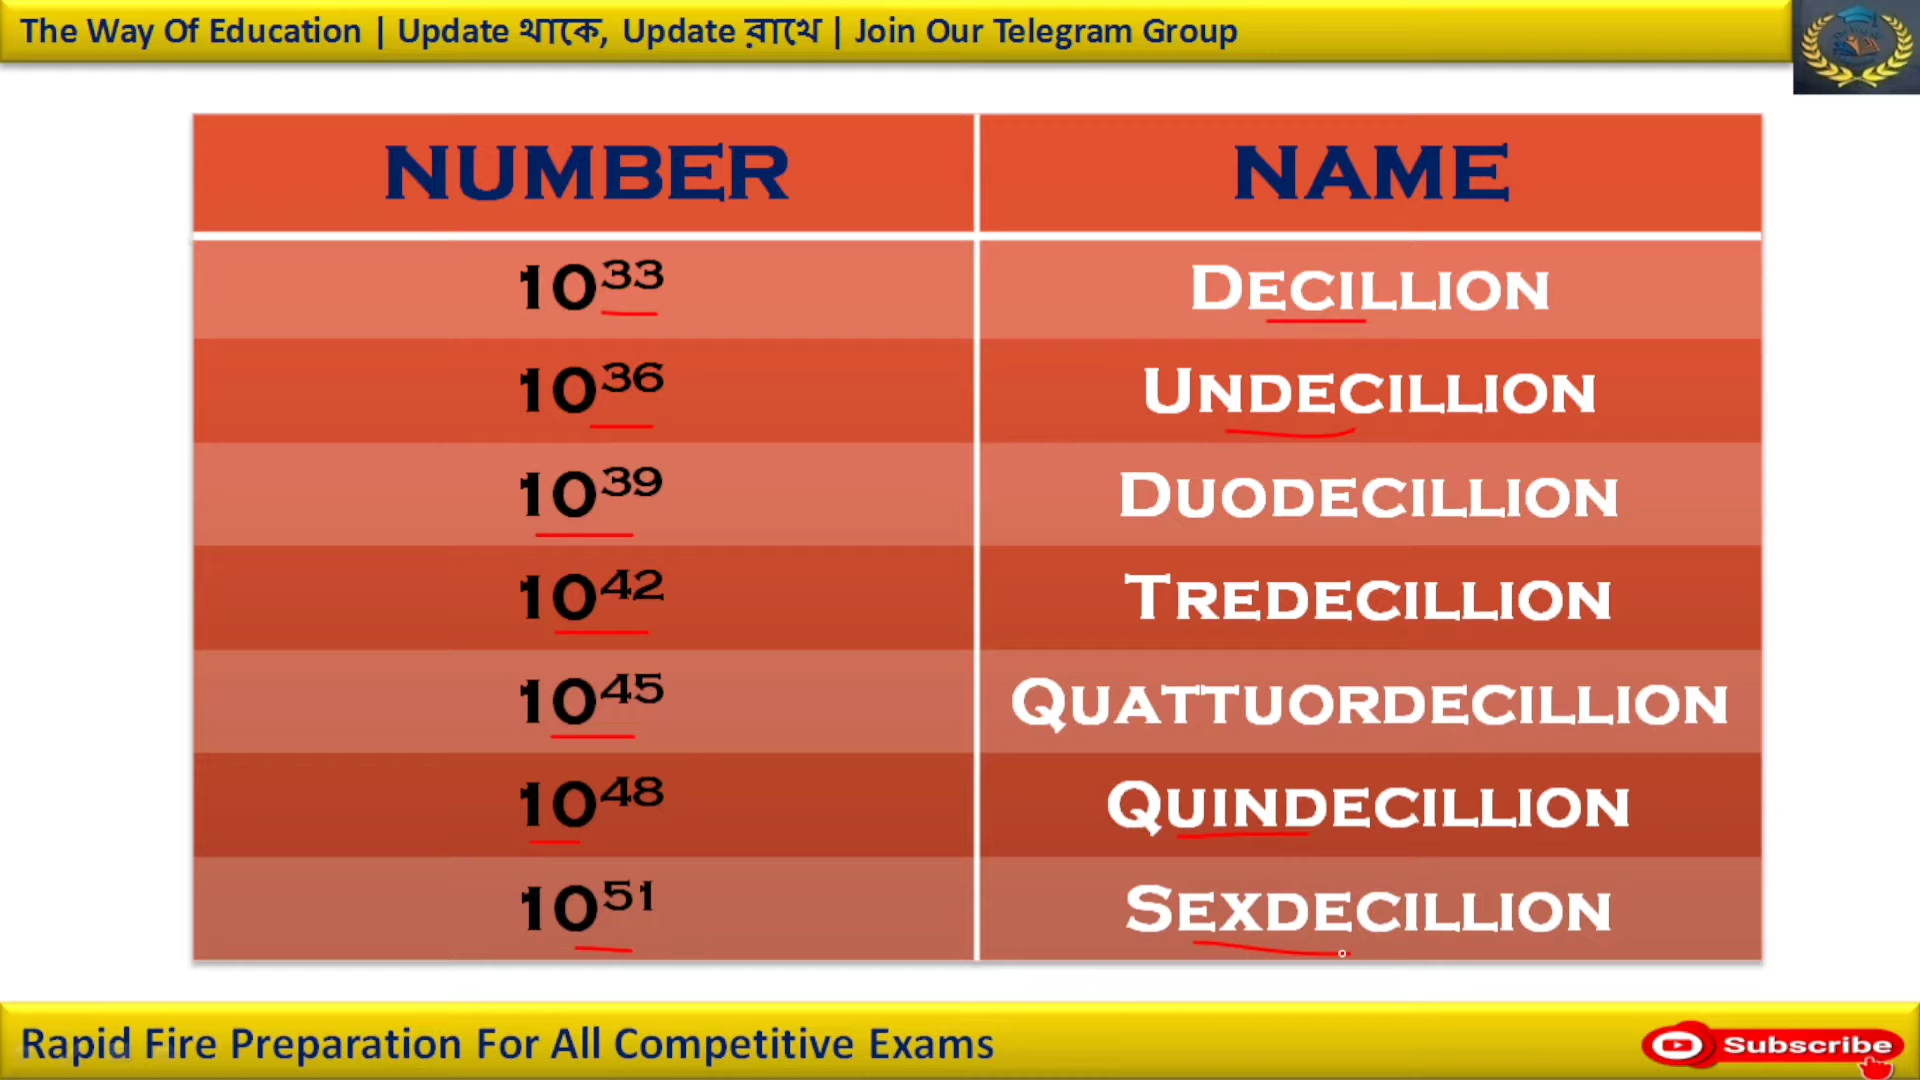 The Way Of Education | Update থাকে, Update রাখে | Join Our Telegram Group
NUMBER NAME
10³³ DECILLION
10³⁶ UNDECILLION
10³⁹ DUODECILLION
10⁴² TREDECILLION
10⁴⁵ QUATTUORDECILLION
10⁴⁸ QUINDECILLION
10⁵¹ SEXDECILLION
Rapid Fire Preparation For All Competitive Exams
Subscribe